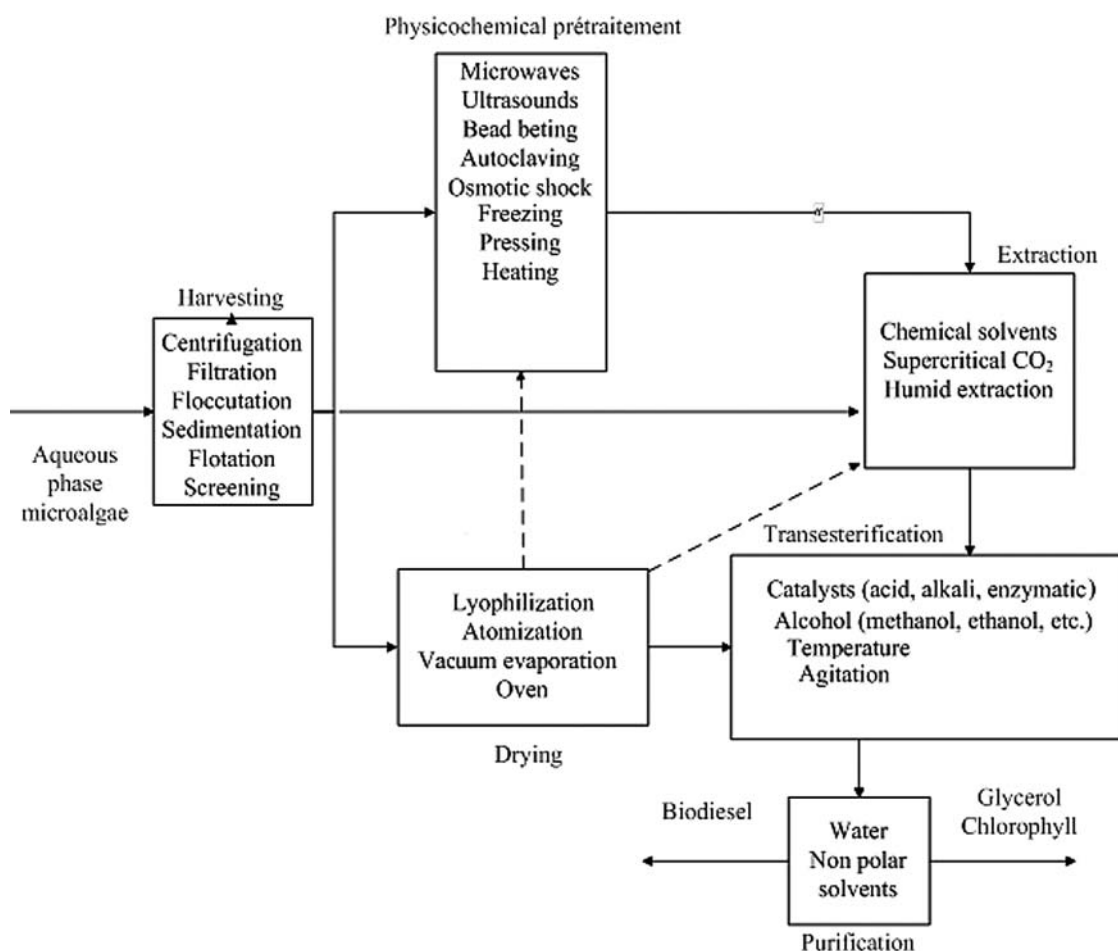 Physicochemical prétraitement
Microwaves
Ultrasounds
Bead beting
Autoclaving
Osmotic shock
Freezing
Pressing
Heating
Harvesting
Centrifugation
Filtration
Floccutation
Sedimentation
Flotation
Screening
Aqueous
phase
microalgae
Extraction
Chemical solvents
Supercritical CO₂
Humid extraction
Lyophilization
Atomization
Vacuum evaporation
Oven
Drying
Transesterification
Catalysts (acid, alkali, enzymatic)
Alcohol (methanol, ethanol, etc.)
Temperature
Agitation
Biodiesel
Water
Non polar
solvents
Glycerol
Chlorophyll
Purification